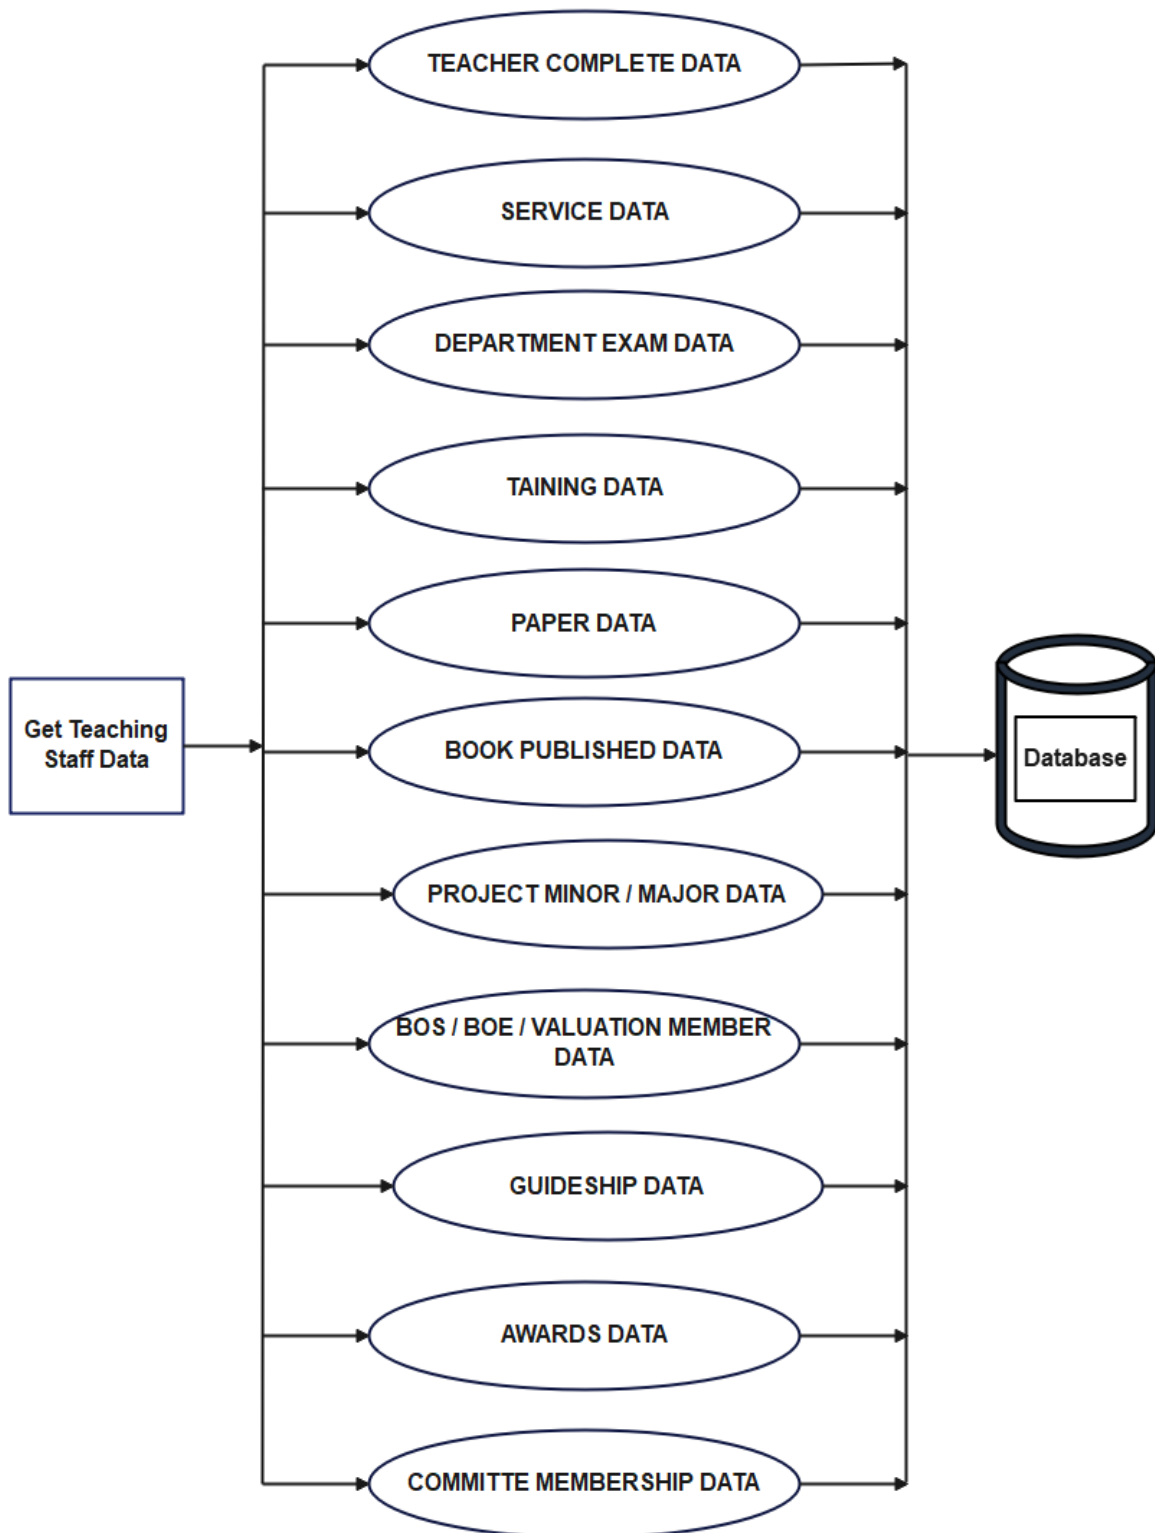 TEACHER COMPLETE DATA
SERVICE DATA
DEPARTMENT EXAM DATA
TAINING DATA
PAPER DATA
Get Teaching
Staff Data
BOOK PUBLISHED DATA
Database
PROJECT MINOR / MAJOR DATA
BOS / BOE / VALUATION MEMBER
DATA
GUIDESHIP DATA
AWARDS DATA
COMMITTE MEMBERSHIP DATA